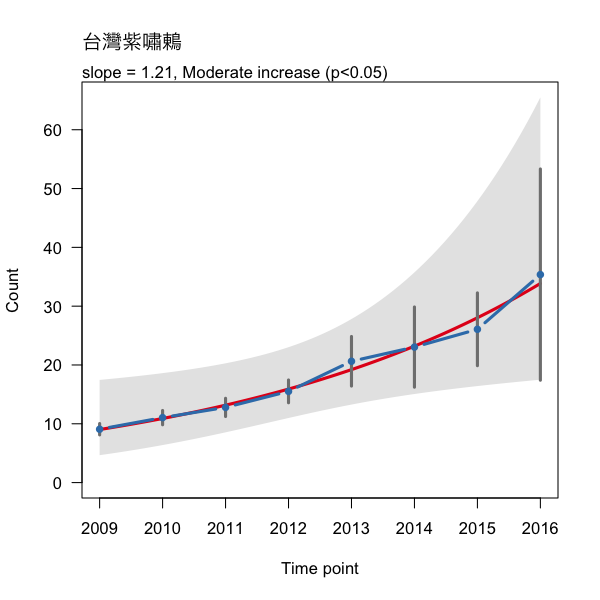 台灣紫嘯鶇
slope = 1.21, Moderate increase (p<0.05)
60
50
40
30
20
10
0
Count
2009 2010 2011 2012 2013 2014 2015 2016
Time point